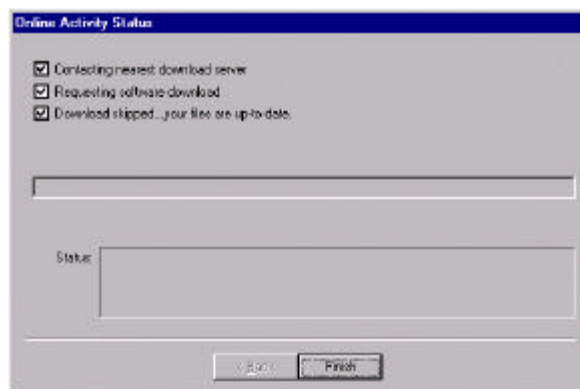 Online Activity Status
Contacting nearest download server
Requesting software download
Download skipped...your files are up-to-date.
Status:
< Back
Finish